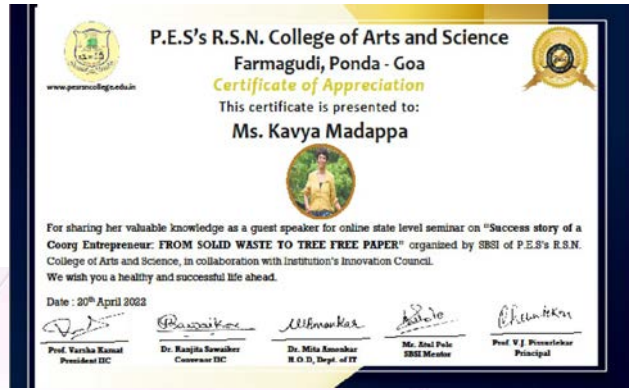 P.E.S's R.S.N. College of Arts and Science
Farmagudi, Ponda - Goa
www.pesrsncollege.edu.in
Certificate of Appreciation
This certificate is presented to:
Ms. Kavya Madappa
For sharing her valuable knowledge as a guest speaker for online state level seminar on "Success story of a
Coorg Entrepreneur: FROM SOLID WASTE TO TREE FREE PAPER" organized by SBSI of P.E.S's R.S.N.
College of Arts and Science, in collaboration with Institution's Innovation Council.
We wish you a healthy and successful life ahead.
Date : 20th April 2022
Prof. Varsha Kamat
President IIC
Dr. Ranjita Sawaiker
Convenor IIC
Dr. Mita Amonkar
H.O.D, Dept. of IT
Mr. Atul Pole
SBSI Mentor
Prof. V.J. Pissurlekar
Principal